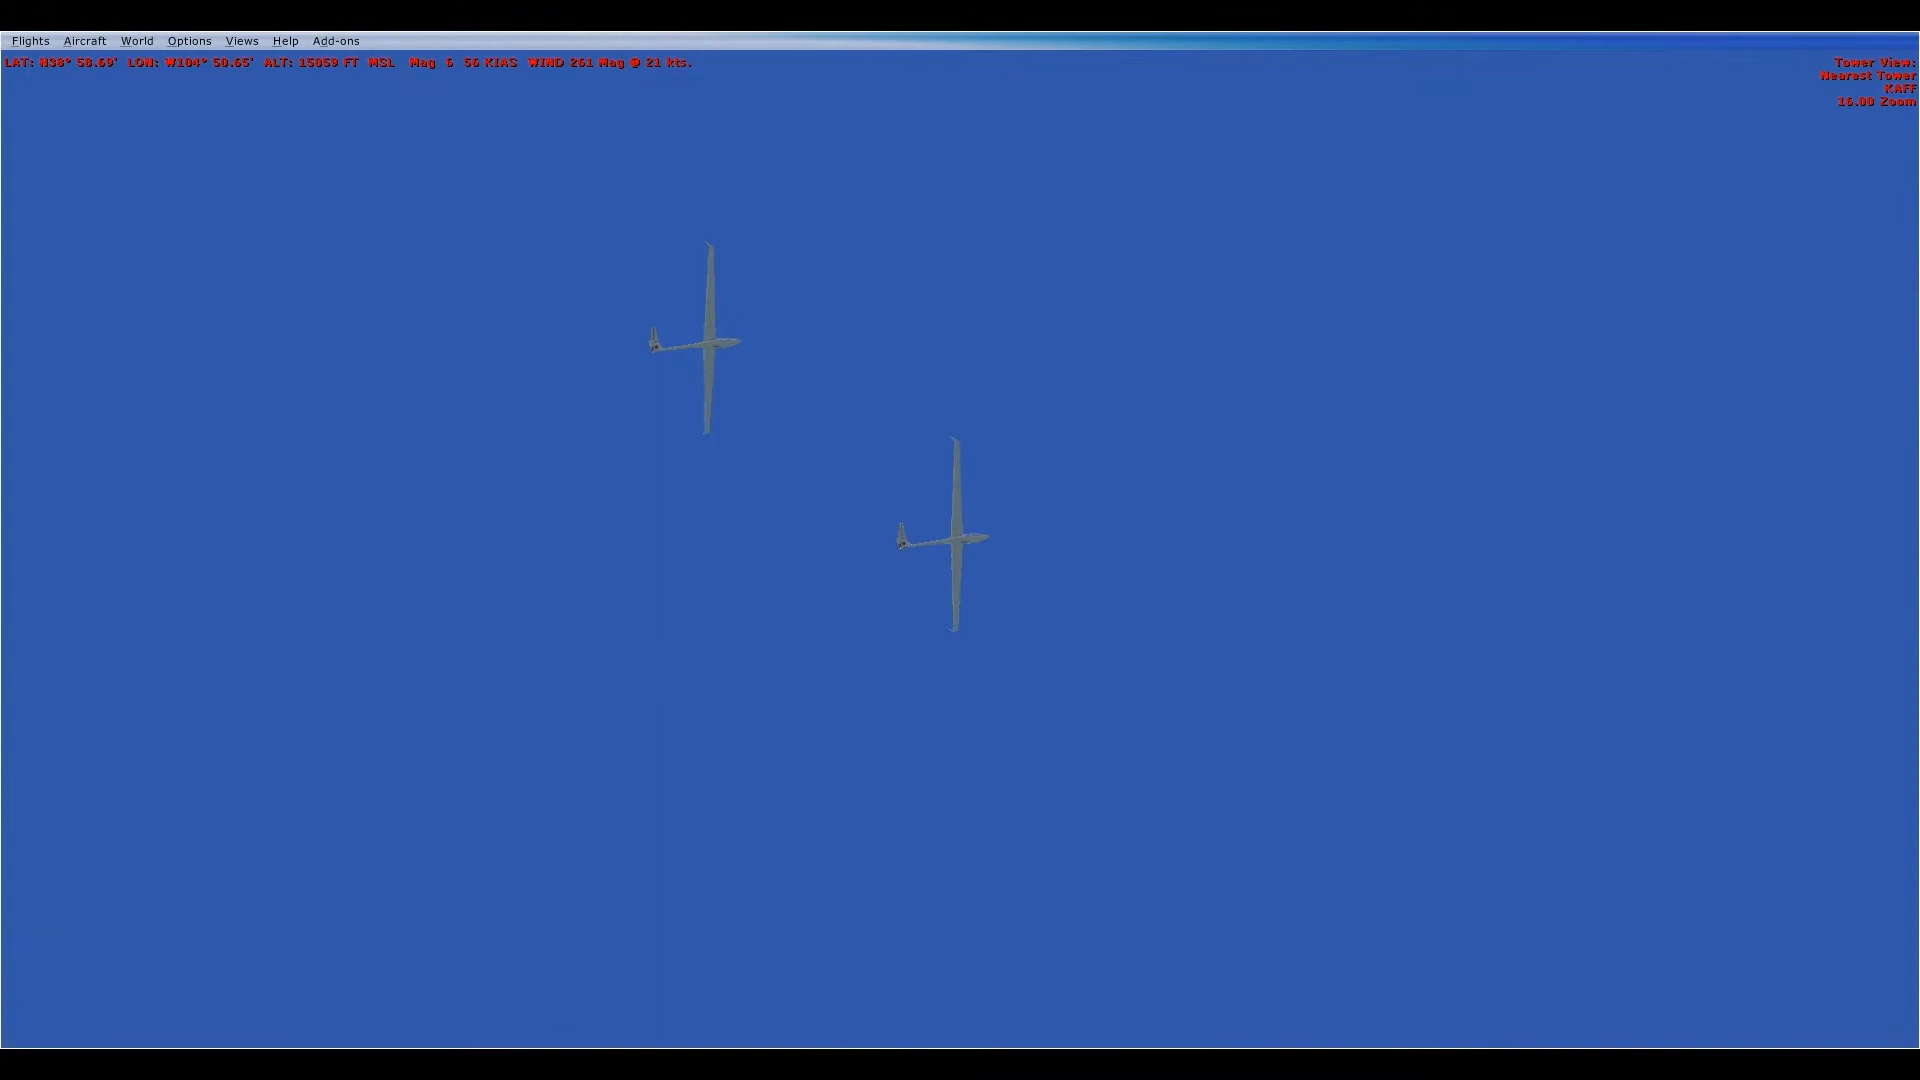 Flights Aircraft World Options Views Help Add-ons
LAT: N38° 58.69' LON: W104° 50.65' ALT: 15059 FT MSL Mag 6 56 KIAS WIND 261 Mag @ 21 kts.
Tower View:
Nearest Tower
KAFF
16.00 Zoom